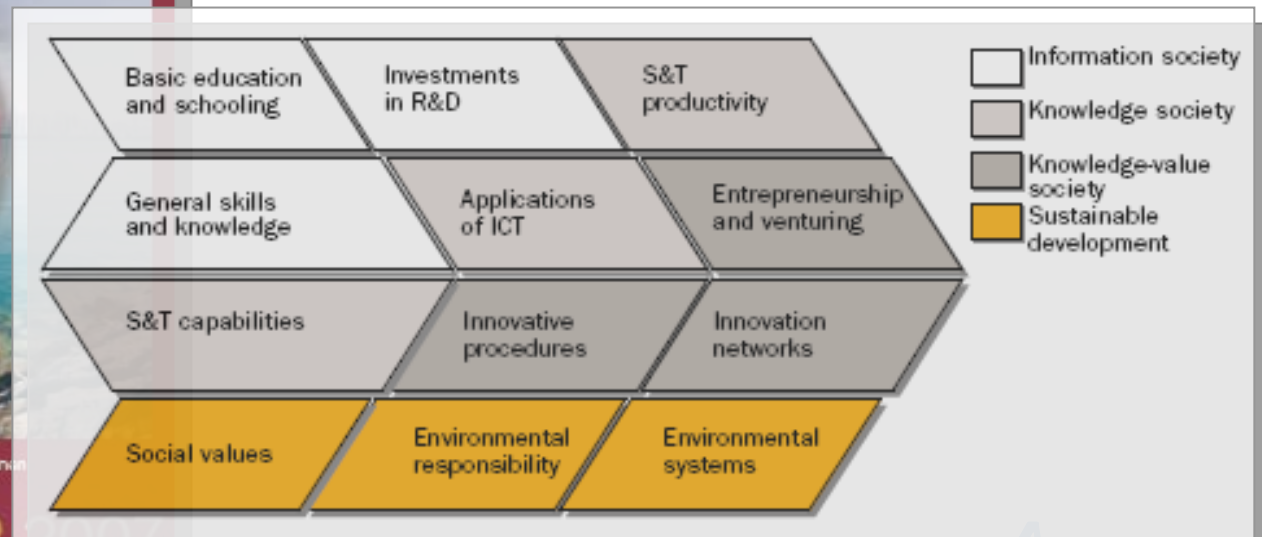 Basic education
and schooling
Investments
in R&D
S&T
productivity
General skills
and knowledge
Applications
of ICT
Entrepreneurship
and venturing
S&T capabilities
Innovative
procedures
Innovation
networks
Social values
Environmental
responsibility
Environmental
systems
Information society
Knowledge society
Knowledge-value
society
Sustainable
development